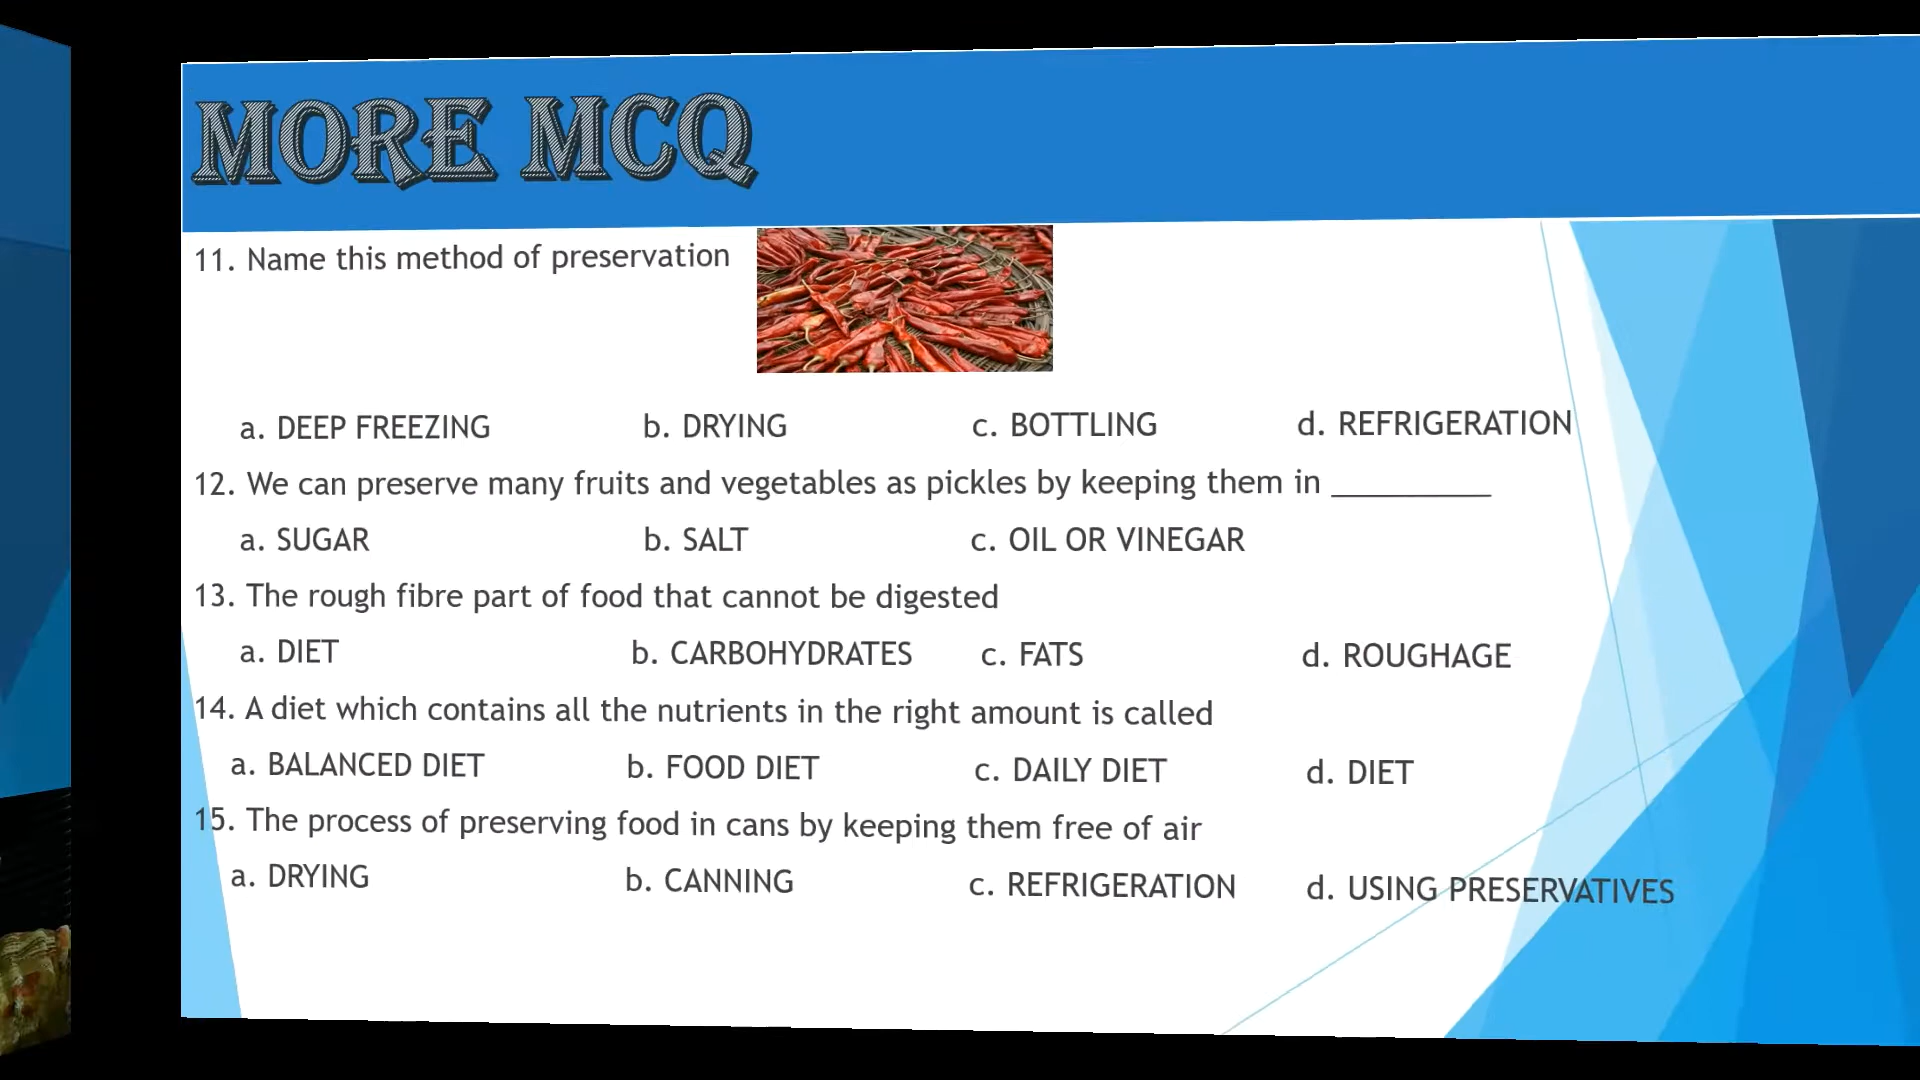 MORE MCQ
11. Name this method of preservation
a. DEEP FREEZING b. DRYING c. BOTTLING d. REFRIGERATION
12. We can preserve many fruits and vegetables as pickles by keeping them in __________
a. SUGAR b. SALT c. OIL OR VINEGAR
13. The rough fibre part of food that cannot be digested
a. DIET b. CARBOHYDRATES c. FATS d. ROUGHAGE
14. A diet which contains all the nutrients in the right amount is called
a. BALANCED DIET b. FOOD DIET c. DAILY DIET d. DIET
15. The process of preserving food in cans by keeping them free of air
a. DRYING b. CANNING c. REFRIGERATION d. USING PRESERVATIVES